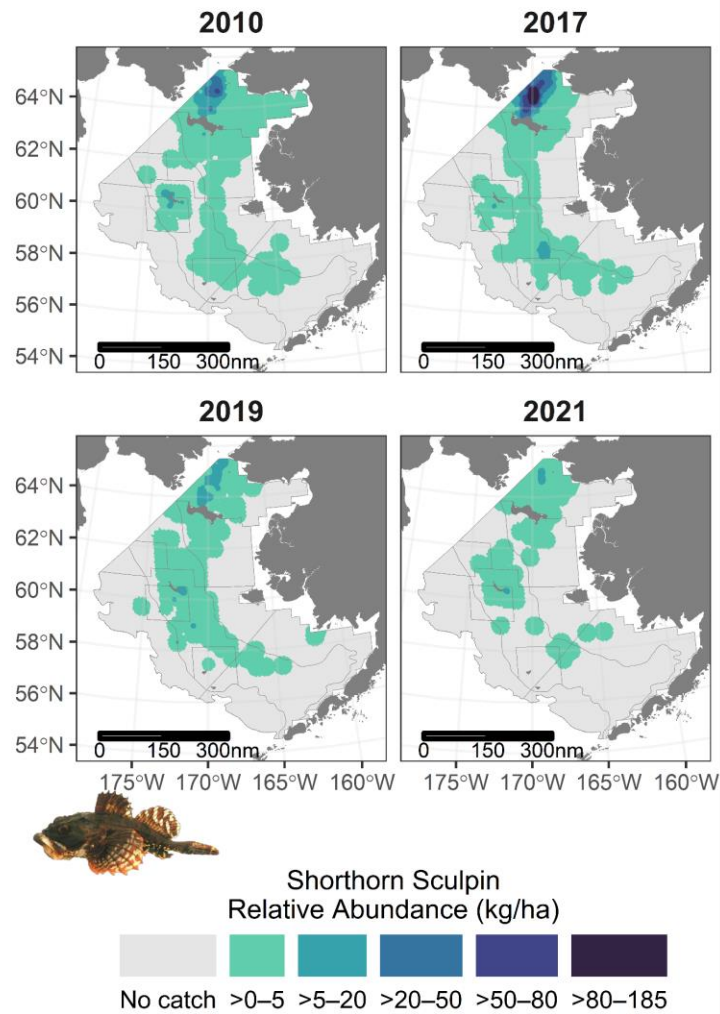 2010
2017
64°N
62°N
60°N
58°N
56°N
54°N
0 150 300nm
0 150 300nm
2019
2021
64°N
62°N
60°N
58°N
56°N
54°N
0 150 300nm
0 150 300nm
175°W 170°W 165°W 160°W
175°W 170°W 165°W 160°W
Shorthorn Sculpin
Relative Abundance (kg/ha)
No catch >0–5 >5–20 >20–50 >50–80 >80–185